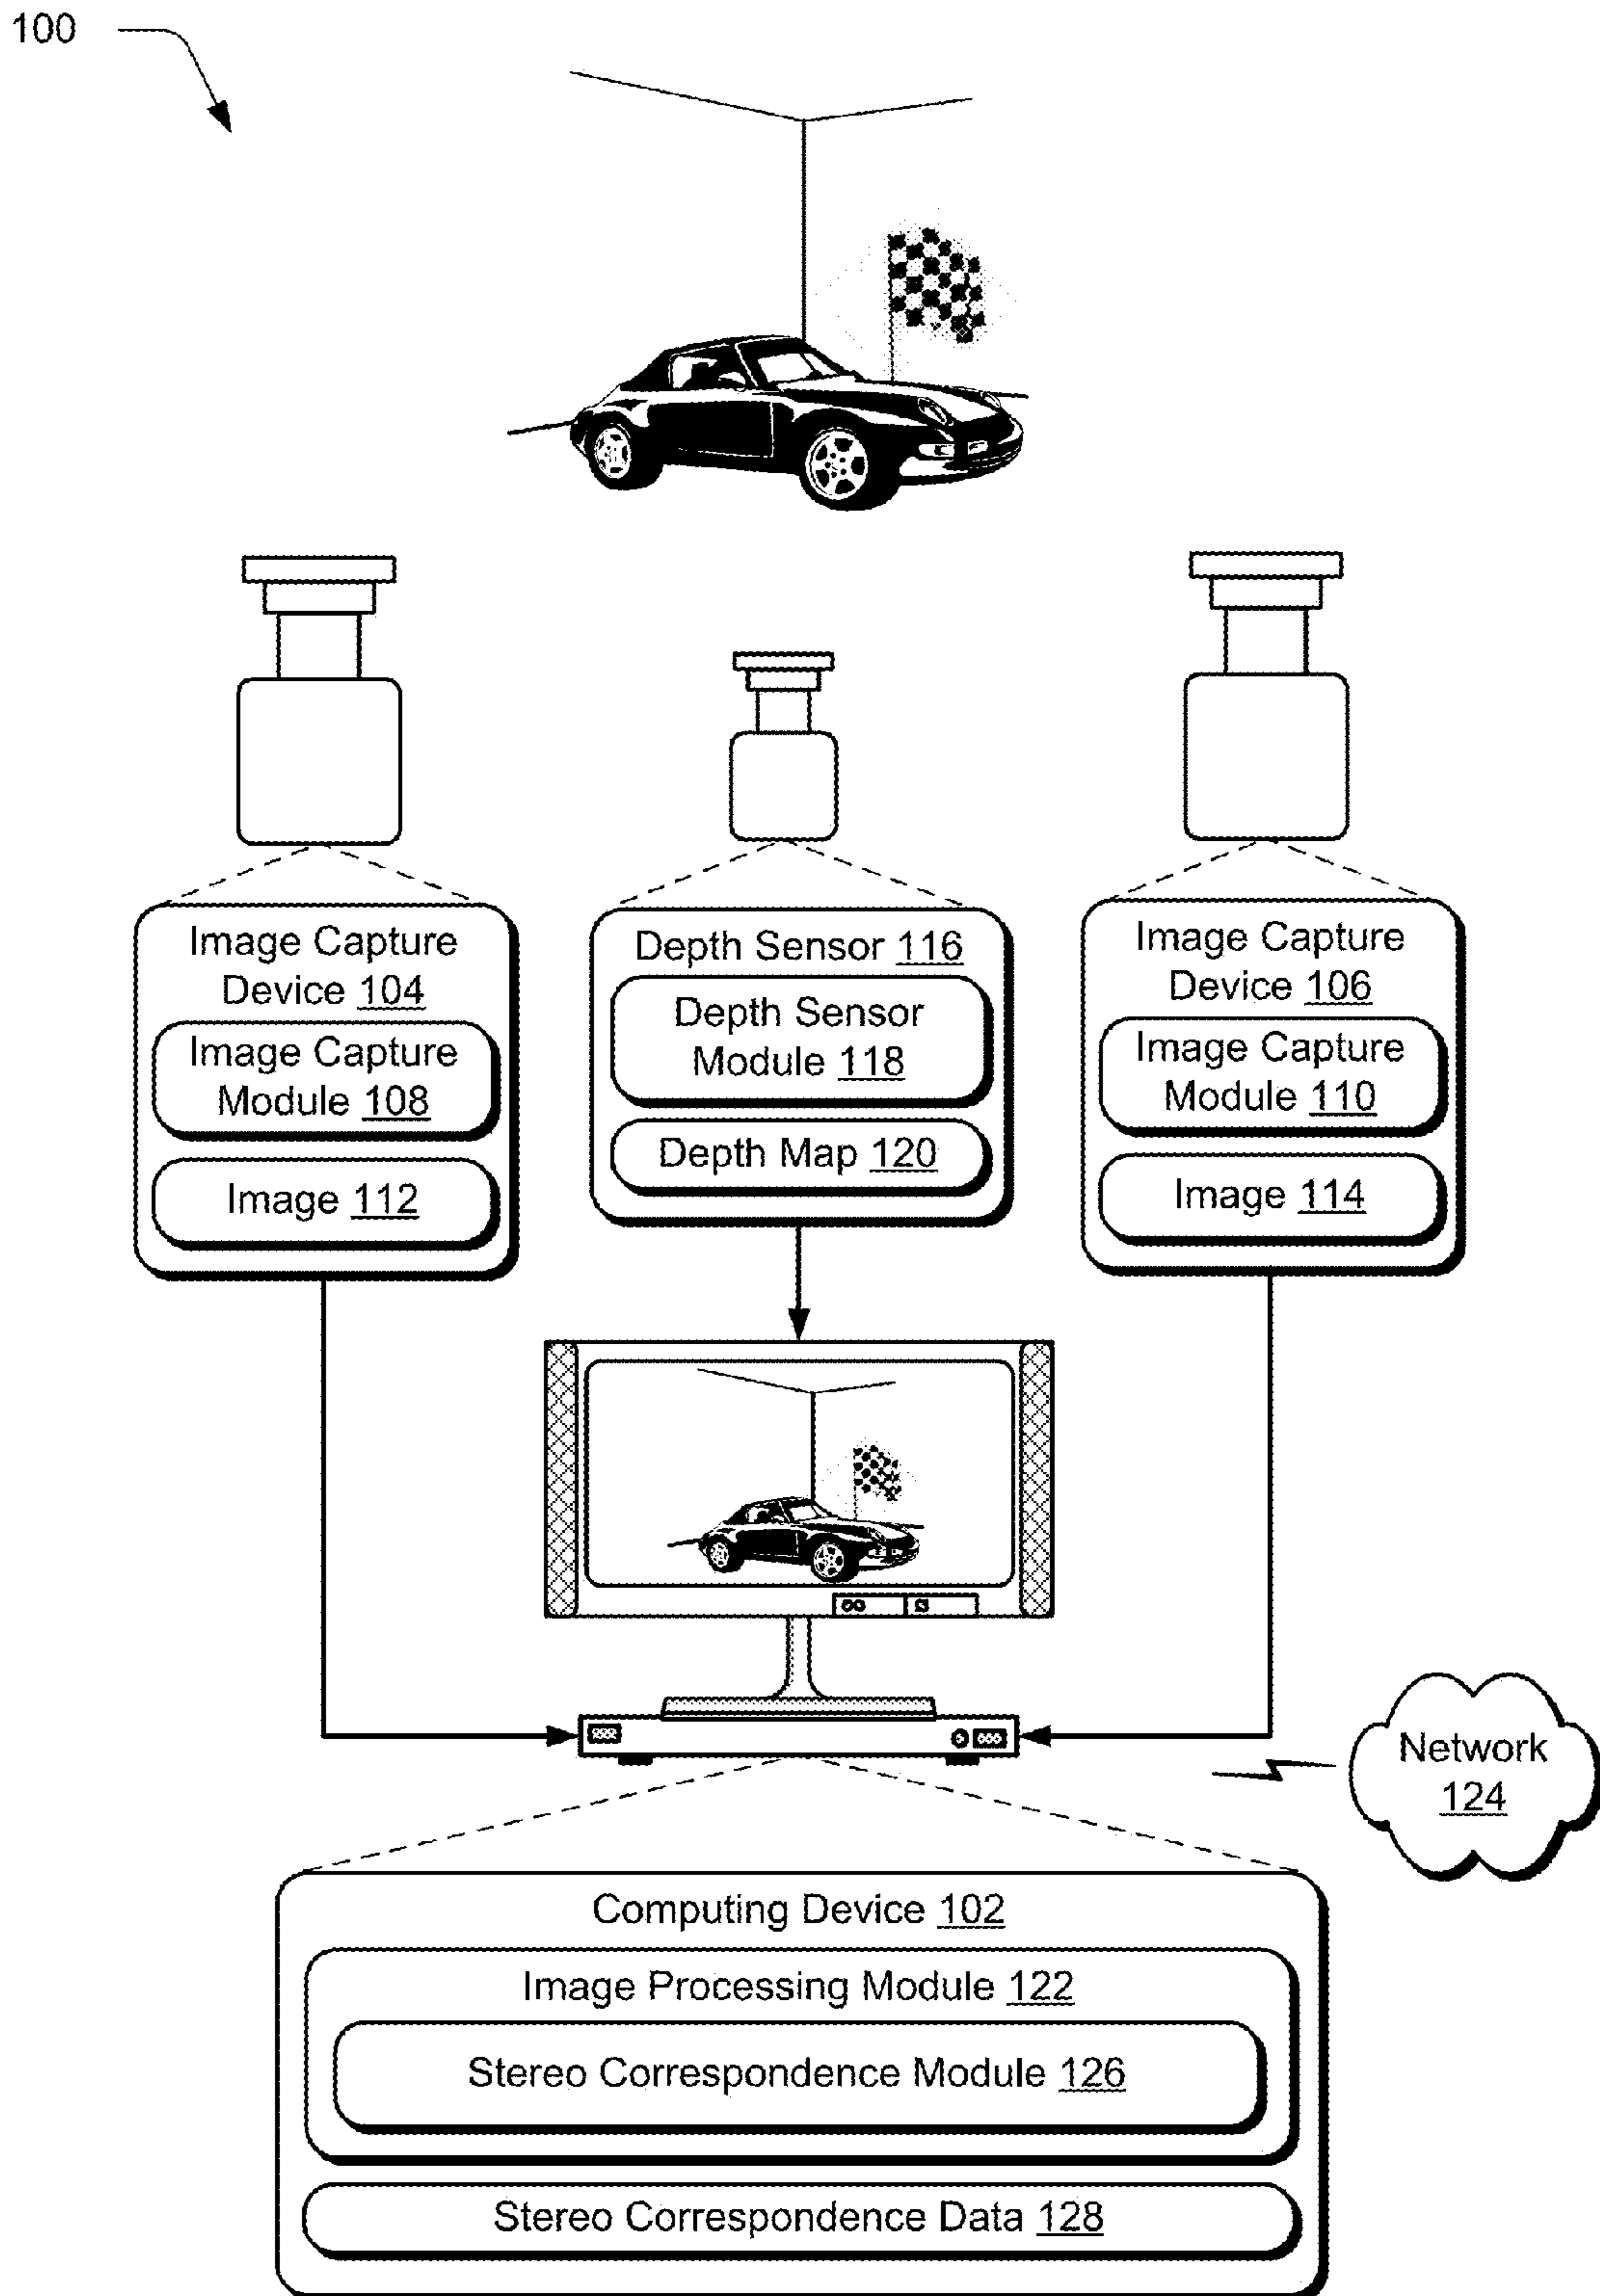 100
Image Capture
Device 104
Image Capture
Module 108
Image 112
Depth Sensor 116
Depth Sensor
Module 118
Depth Map 120
Image Capture
Device 106
Image Capture
Module 110
Image 114
Network
124
Computing Device 102
Image Processing Module 122
Stereo Correspondence Module 126
Stereo Correspondence Data 128